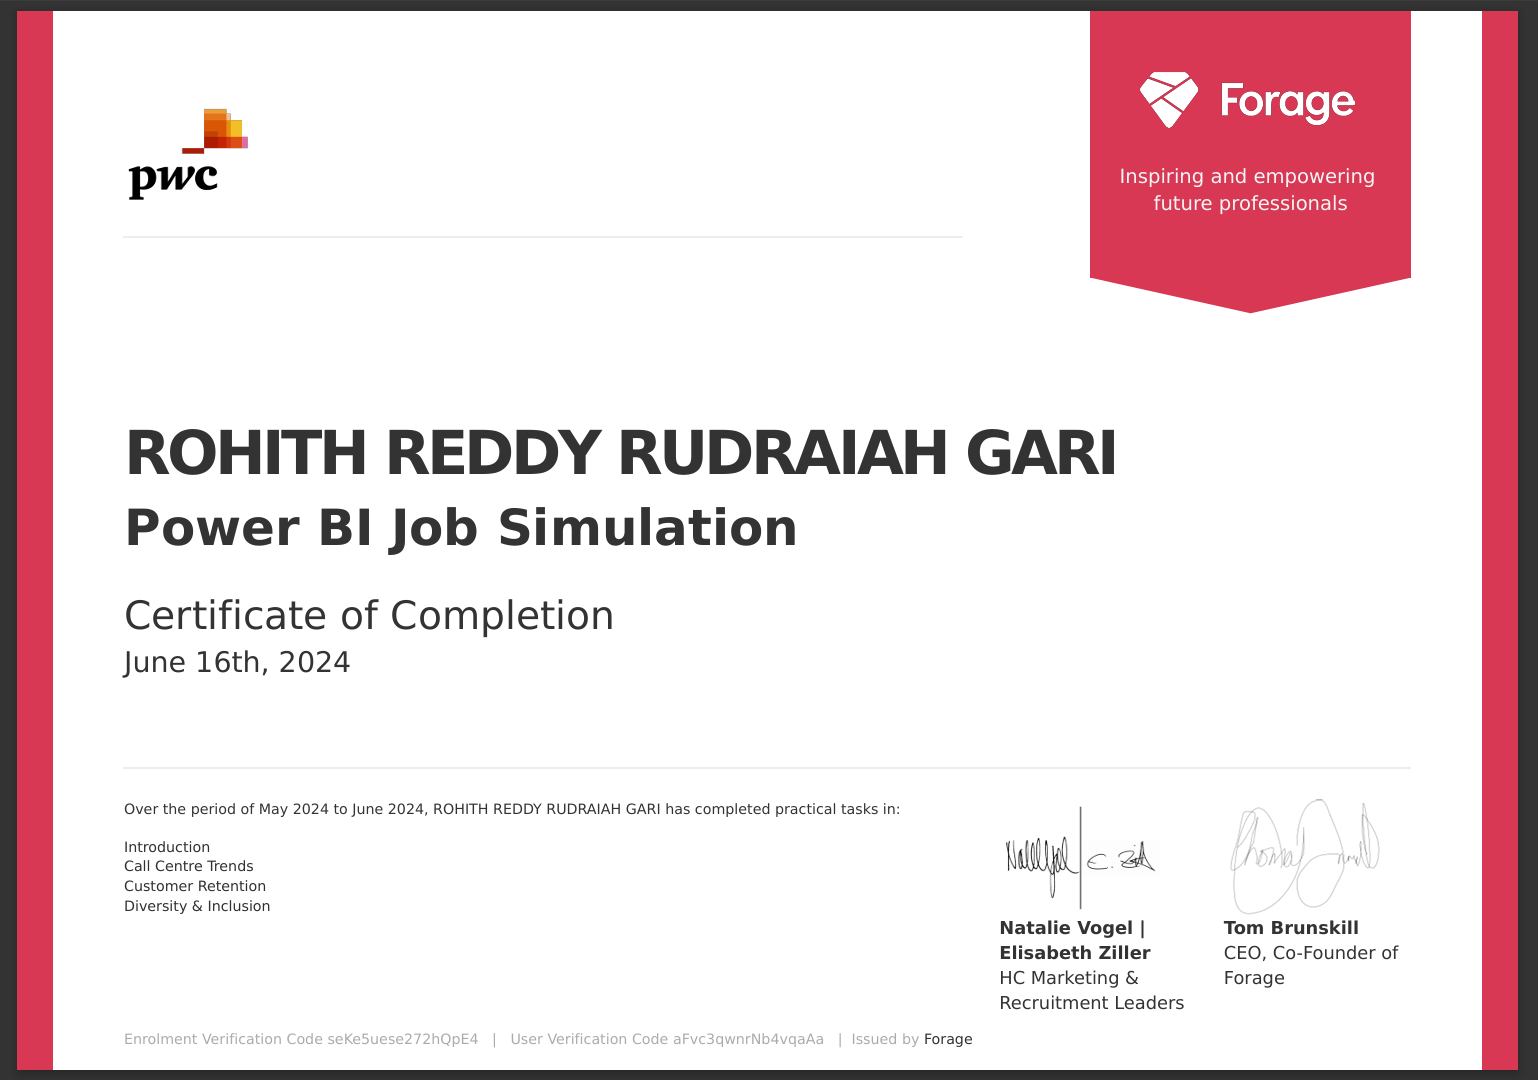 pwc
Forage
Inspiring and empowering
future professionals
ROHITH REDDY RUDRAIAH GARI
Power BI Job Simulation
Certificate of Completion
June 16th, 2024
Over the period of May 2024 to June 2024, ROHITH REDDY RUDRAIAH GARI has completed practical tasks in:
Introduction
Call Centre Trends
Customer Retention
Diversity & Inclusion
Natalie Vogel |
Elisabeth Ziller
HC Marketing &
Recruitment Leaders
Tom Brunskill
CEO, Co-Founder of
Forage
Enrolment Verification Code seKe5uese272hQpE4 | User Verification Code aFvc3qwnrNb4vqaAa | Issued by Forage